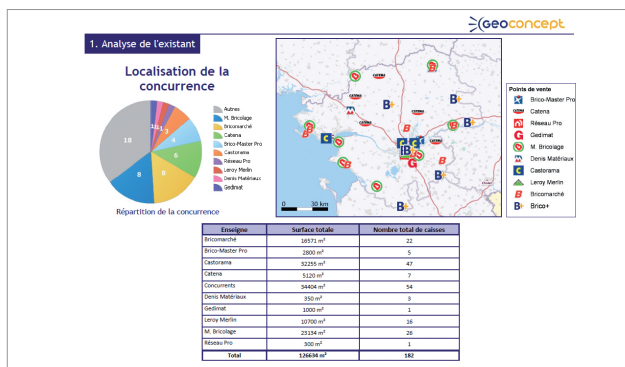 GEOCONCEPT
1. Analyse de l'existant
Localisation de la
concurrence
18
8
8
6
4
Autres
M. Bricolage
Bricomarché
Catena
Brico-Master Pro
Castorama
Réseau Pro
Leroy Merlin
Denis Matériaux
Gedimat
Répartition de la concurrence
0 30 km
Points de vente
Brico-Master Pro
Catena
Réseau Pro
Gedimat
M. Bricolage
Denis Matériaux
Castorama
Leroy Merlin
Bricomarché
Brico+
Enseigne Surface totale Nombre total de caisses
Bricomarché 16571 m² 22
Brico-Master Pro 2800 m² 5
Castorama 32255 m² 47
Catena 5120 m² 7
Concurrents 34404 m² 54
Denis Matériaux 350 m² 3
Gedimat 1000 m² 1
Leroy Merlin 10700 m² 16
M. Bricolage 23134 m² 26
Réseau Pro 300 m² 1
Total 126634 m² 182